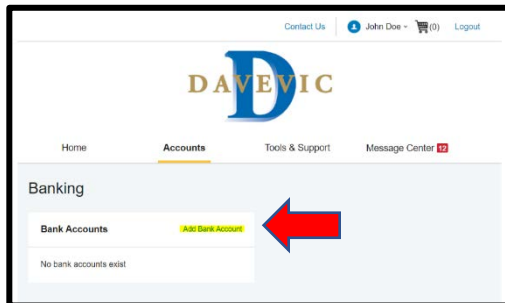 Contact Us John Doe (0) Logout
DAVEVIC
Home Accounts Tools & Support Message Center 12
Banking
Bank Accounts Add Bank Account
No bank accounts exist